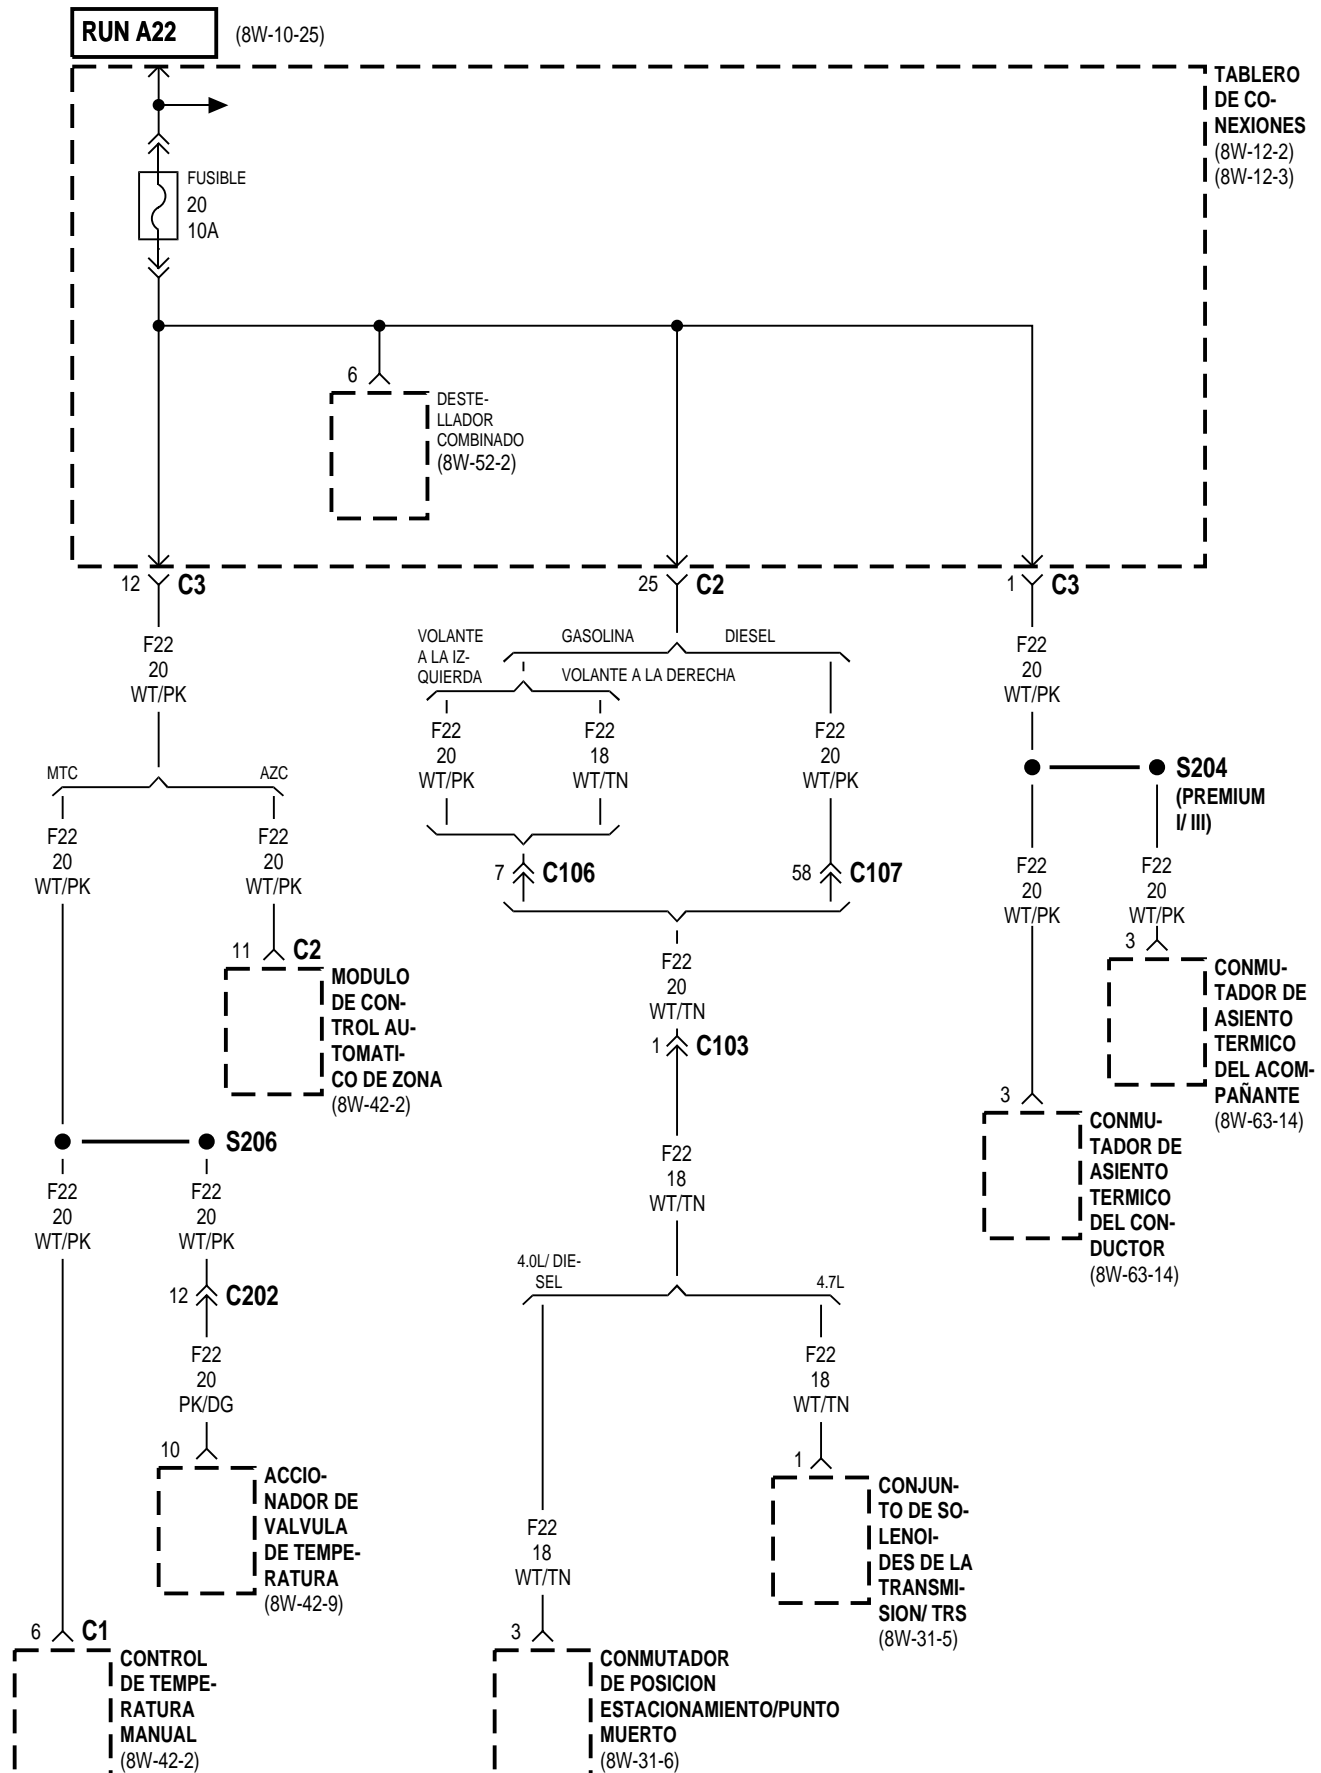 RUN A22
(8W-10-25)
TABLERO
DE CO-
NEXIONES
(8W-12-2)
(8W-12-3)
FUSIBLE
20
10A
6
DESTE-
LLADOR
COMBINADO
(8W-52-2)
12 C3
25 C2
1 C3
F22
20
WT/PK
VOLANTE
A LA IZ-
QUIERDA
GASOLINA
DIESEL
VOLANTE A LA DERECHA
F22
20
WT/PK
F22
20
WT/PK
F22
18
WT/TN
F22
20
WT/PK
MTC
AZC
S204
(PREMIUM
I/ III)
F22
20
WT/PK
F22
20
WT/PK
7 C106
58 C107
F22
20
WT/PK
F22
20
WT/PK
11 C2
MODULO
DE CON-
TROL AU-
TOMATI-
CO DE ZONA
(8W-42-2)
F22
20
WT/TN
1 C103
3
CONMU-
TADOR DE
ASIENTO
TERMICO
DEL ACOM-
PAÑANTE
(8W-63-14)
3
CONMU-
TADOR DE
ASIENTO
TERMICO
DEL CON-
DUCTOR
(8W-63-14)
S206
F22
20
WT/PK
F22
20
WT/PK
F22
18
WT/TN
12 C202
4.0L/ DIE-
SEL
4.7L
F22
20
PK/DG
F22
18
WT/TN
10
ACCIO-
NADOR DE
VALVULA
DE TEMPE-
RATURA
(8W-42-9)
1
CONJUN-
TO DE SO-
LENOI-
DES DE LA
TRANSMI-
SION/ TRS
(8W-31-5)
F22
18
WT/TN
6 C1
CONTROL
DE TEMPE-
RATURA
MANUAL
(8W-42-2)
3
CONMUTADOR
DE POSICION
ESTACIONAMIENTO/PUNTO
MUERTO
(8W-31-6)